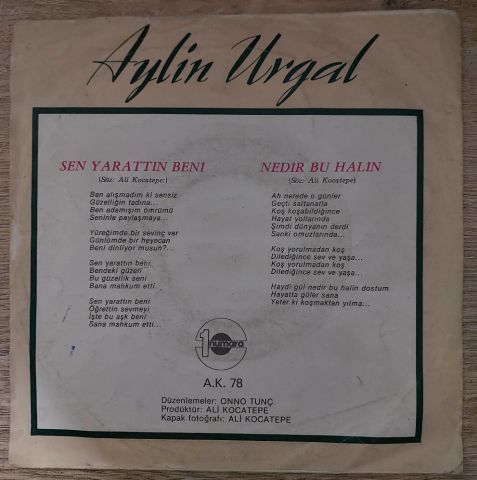 Aylin Urgal
SEN YARATTIN BENİ
(Söz: Ali Kocatepe)
Ben alışmadım ki sensiz
Güzelliğin tadına...
Ben adamışım ömrümü
Seninle paylaşmaya...
Yüreğimde bir sevinç var
Gönlümde bir heyecan
Beni dinliyor musun?...
Sen yarattın beni
Bendeki güzeli
Bu güzellik seni
Bana mahkum etti...
Sen yarattın beni
Öğrettin sevmeyi
İşte bu aşk beni
Sana mahkum etti...
NEDİR BU HALİN
(Söz: Ali Kocatepe)
Ah nerede o günler
Geçti saltanatla
Koş koşabildiğince
Hayat yollarında
Şimdi dünyanın derdi
Sanki omuzlarında...
Koş yorulmadan koş
Dilediğince sev ve yaşa...
Koş yorulmadan koş
Dilediğince sev ve yaşa...
Haydi gül nedir bu halin dostum
Hayatta güler sana
Yeter ki koşmaktan yılma...
1 numara
A.K. 78
Düzenlemeler: ONNO TUNÇ
Prodüktör: ALİ KOCATEPE
Kapak fotoğrafı: ALİ KOCATEPE